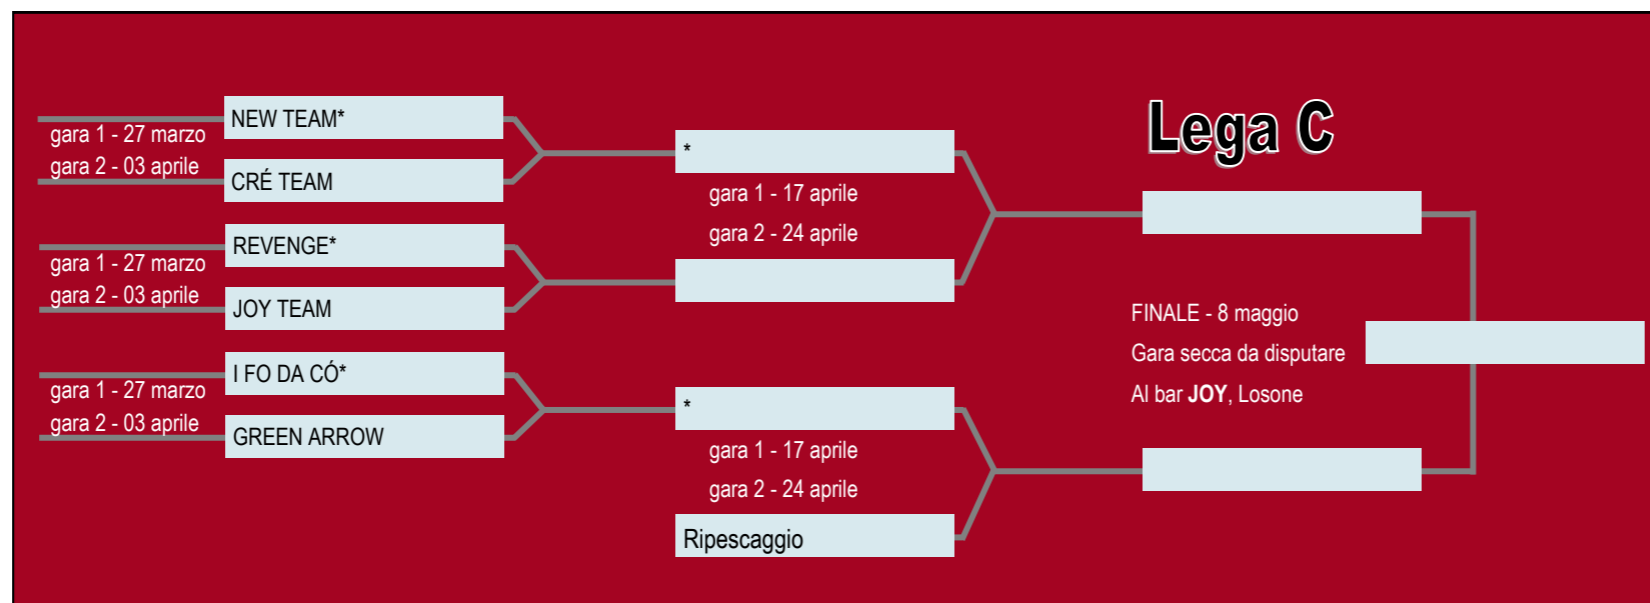 Lega C
NEW TEAM*
gara 1 - 27 marzo
gara 2 - 03 aprile
CRÉ TEAM
REVENGE*
gara 1 - 27 marzo
gara 2 - 03 aprile
JOY TEAM
I FO DA CÓ*
gara 1 - 27 marzo
gara 2 - 03 aprile
GREEN ARROW
*
gara 1 - 17 aprile
gara 2 - 24 aprile
*
gara 1 - 17 aprile
gara 2 - 24 aprile
Ripescaggio
FINALE - 8 maggio
Gara secca da disputare
Al bar JOY, Losone